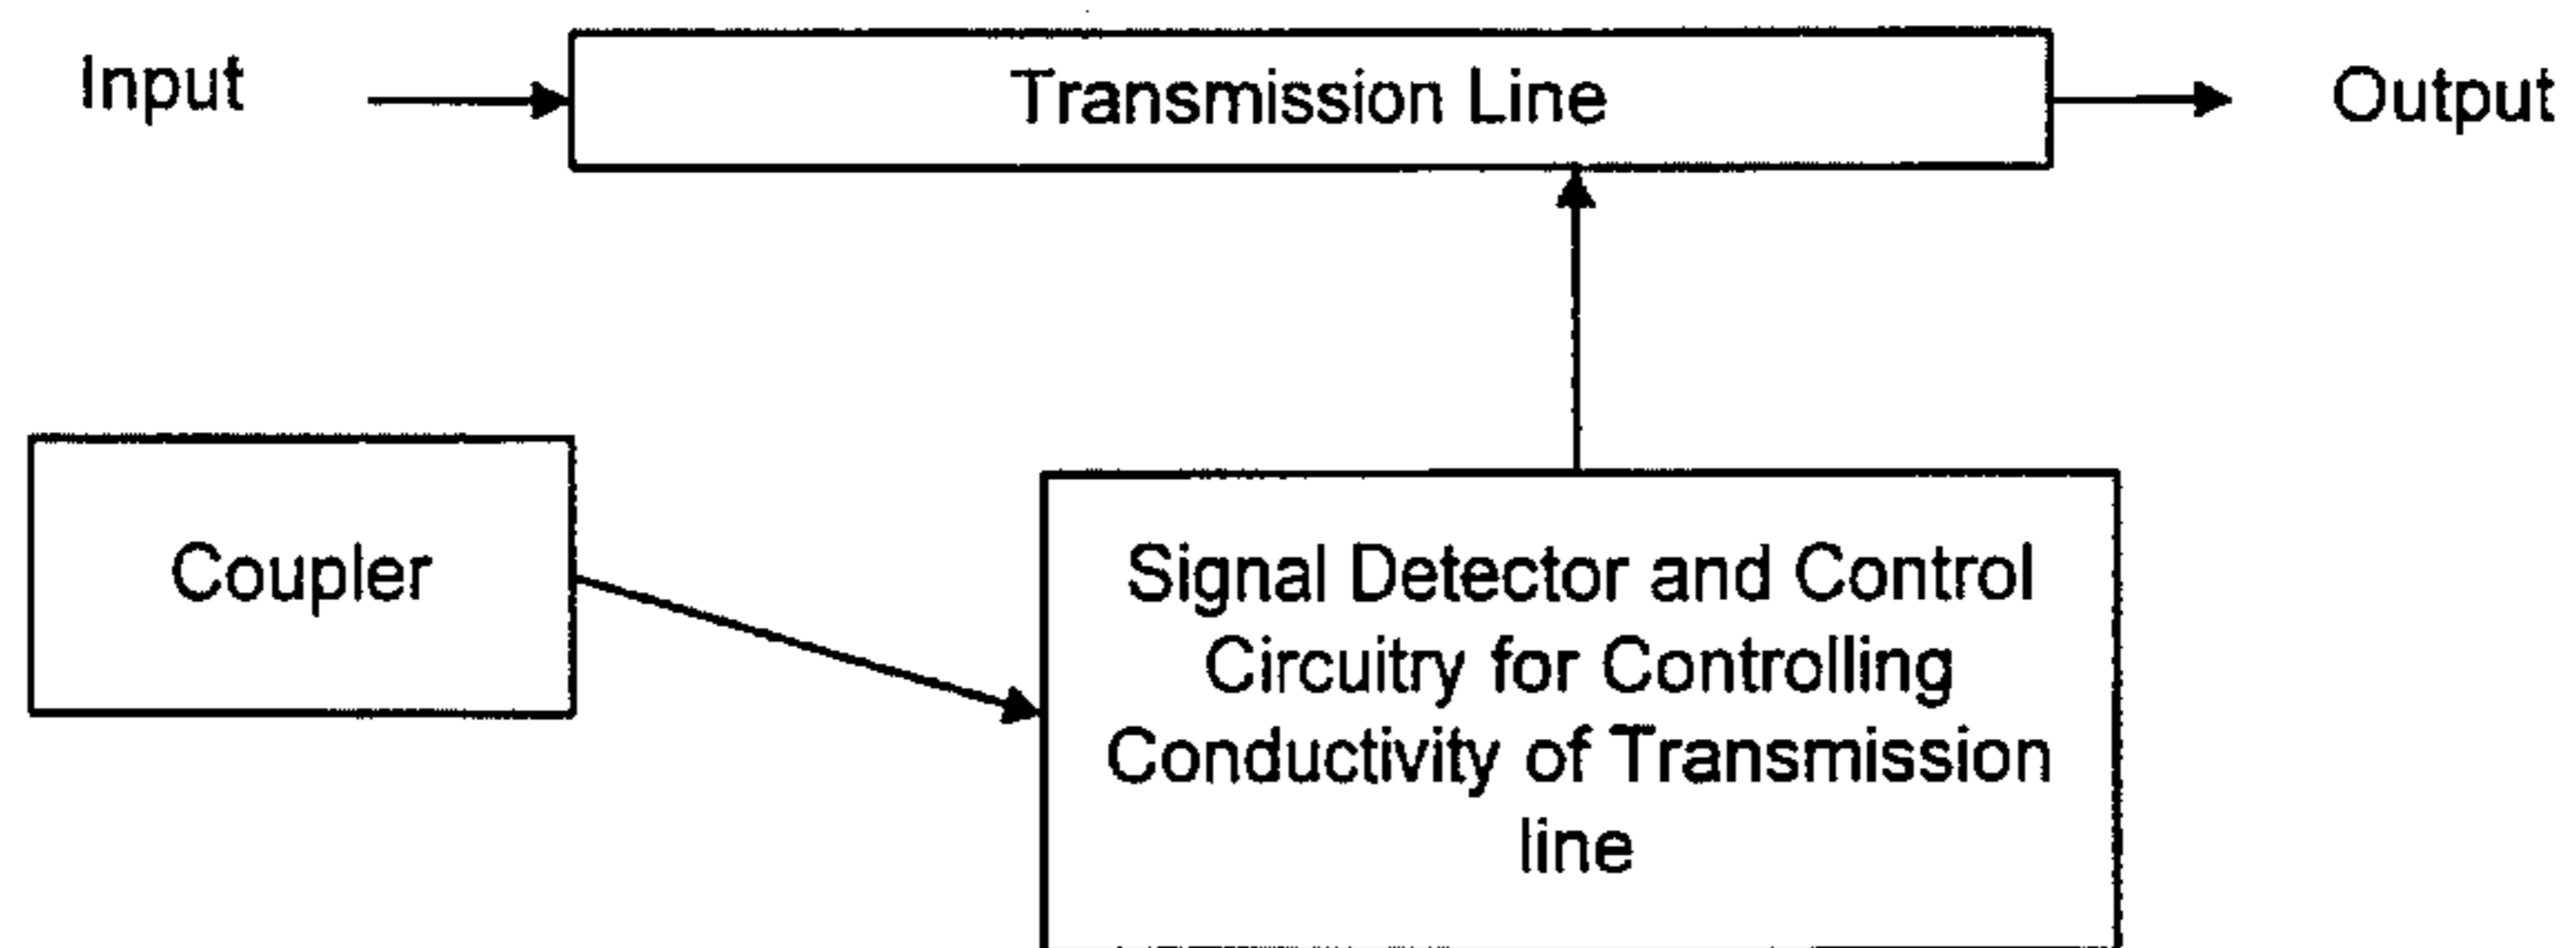 Input
Transmission Line
Output
Coupler
Signal Detector and Control
Circuitry for Controlling
Conductivity of Transmission
line